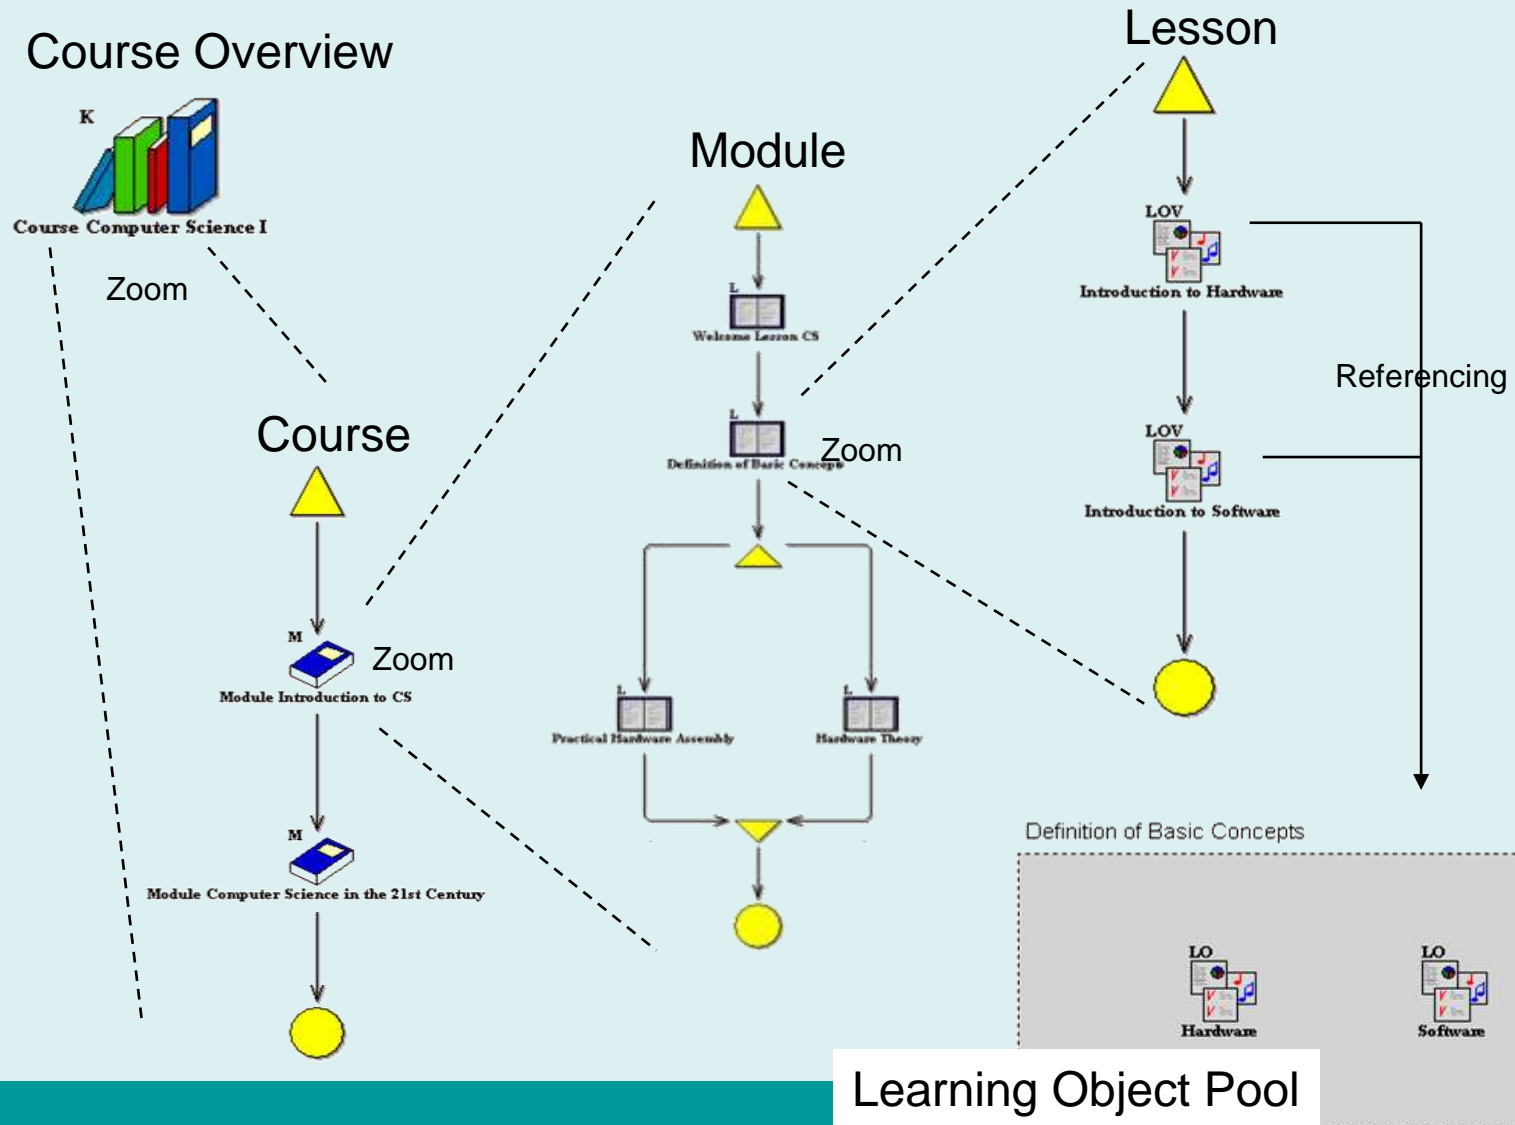 Course Overview
K
Course Computer Science I
Zoom
Course
M
Module Introduction to CS
Zoom
M
Module Computer Science in the 21st Century
Module
L
Welcome Lesson CS
L
Definition of Basic Concepts
Zoom
L
Practical Hardware Assembly
L
Hardware Theory
Lesson
LOV
Introduction to Hardware
Referencing
LOV
Introduction to Software
Definition of Basic Concepts
LO
Hardware
LO
Software
Learning Object Pool